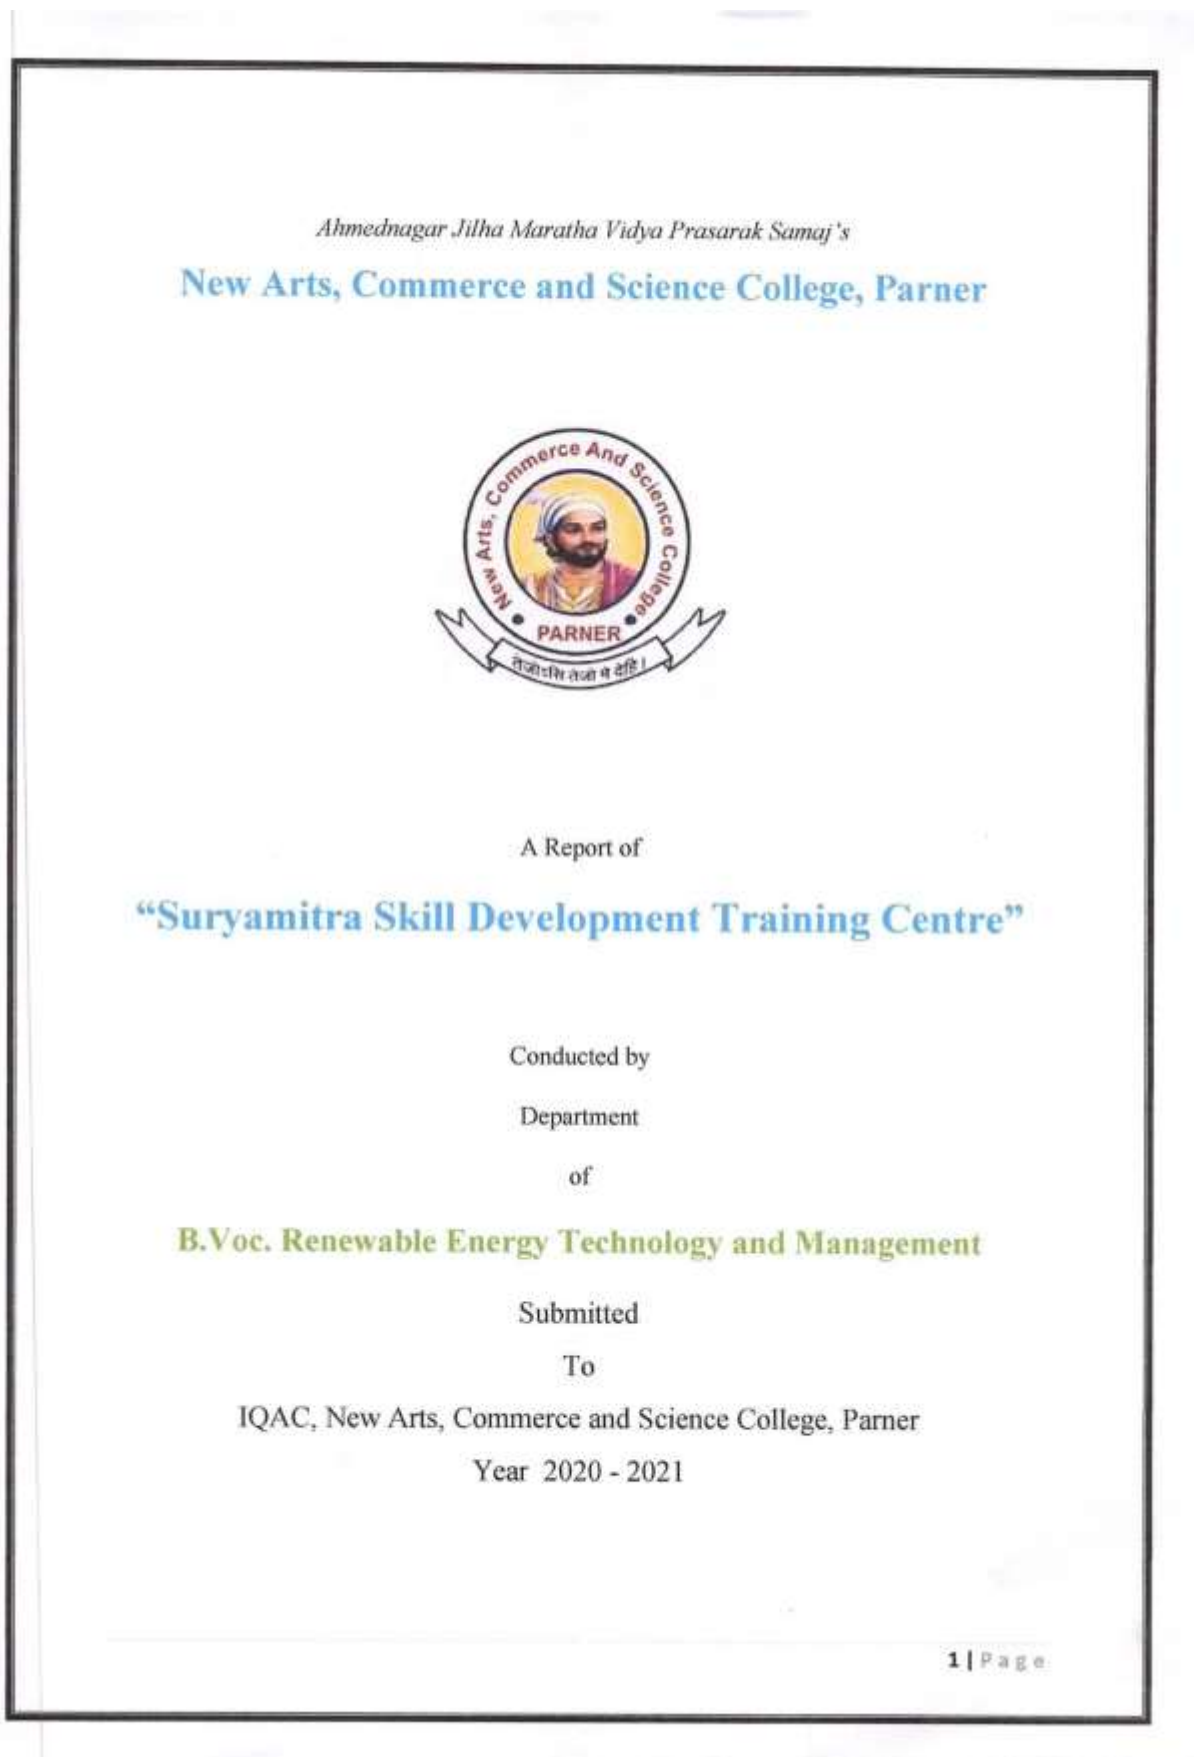 Ahmednagar Jilha Maratha Vidya Prasarak Samaj's
New Arts, Commerce and Science College, Parner
New Arts, Commerce And Science College
PARNER
तेजोऽसि तेजो मे देहि।
A Report of
“Suryamitra Skill Development Training Centre”
Conducted by
Department
of
B.Voc. Renewable Energy Technology and Management
Submitted
To
IQAC, New Arts, Commerce and Science College, Parner
Year 2020 - 2021
1 | Page